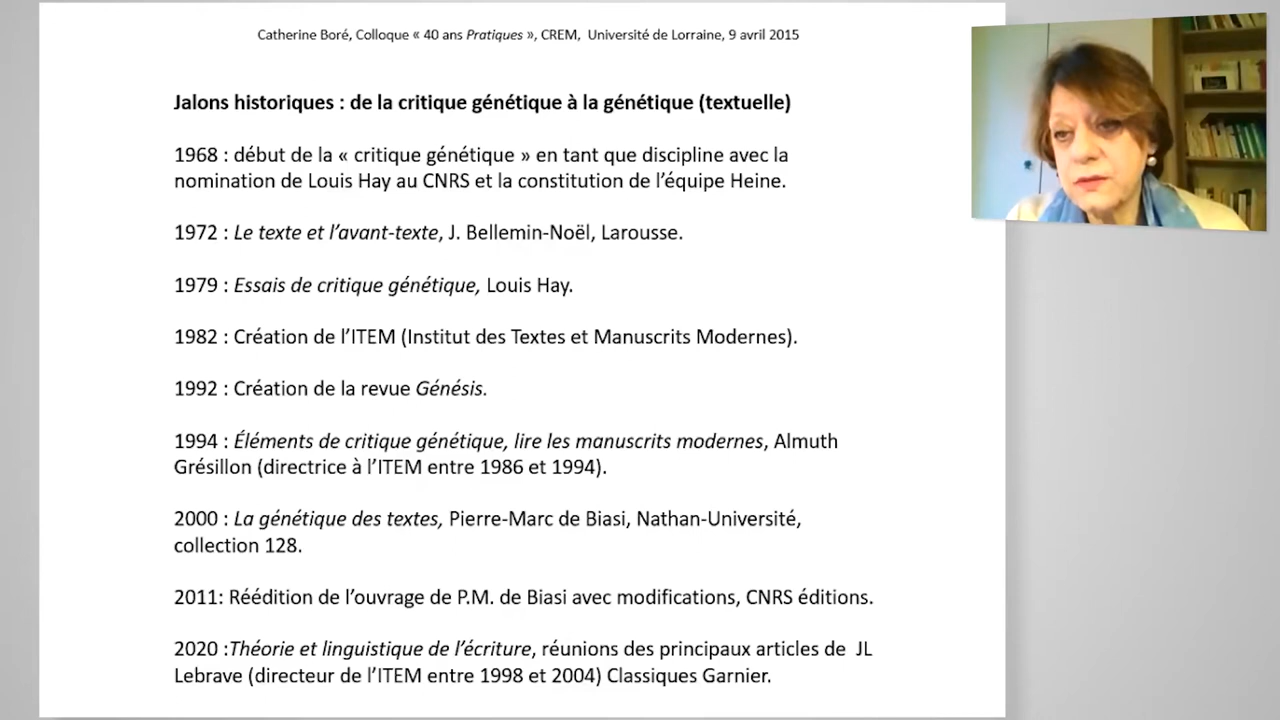 Catherine Boré, Colloque « 40 ans Pratiques », CREM, Université de Lorraine, 9 avril 2015
Jalons historiques : de la critique génétique à la génétique (textuelle)
1968 : début de la « critique génétique » en tant que discipline avec la
nomination de Louis Hay au CNRS et la constitution de l’équipe Heine.
1972 : Le texte et l’avant-texte, J. Bellemin-Noël, Larousse.
1979 : Essais de critique génétique, Louis Hay.
1982 : Création de l’ITEM (Institut des Textes et Manuscrits Modernes).
1992 : Création de la revue Génésis.
1994 : Éléments de critique génétique, lire les manuscrits modernes, Almuth
Grésillon (directrice à l’ITEM entre 1986 et 1994).
2000 : La génétique des textes, Pierre-Marc de Biasi, Nathan-Université,
collection 128.
2011: Réédition de l’ouvrage de P.M. de Biasi avec modifications, CNRS éditions.
2020 :Théorie et linguistique de l’écriture, réunions des principaux articles de JL
Lebrave (directeur de l’ITEM entre 1998 et 2004) Classiques Garnier.